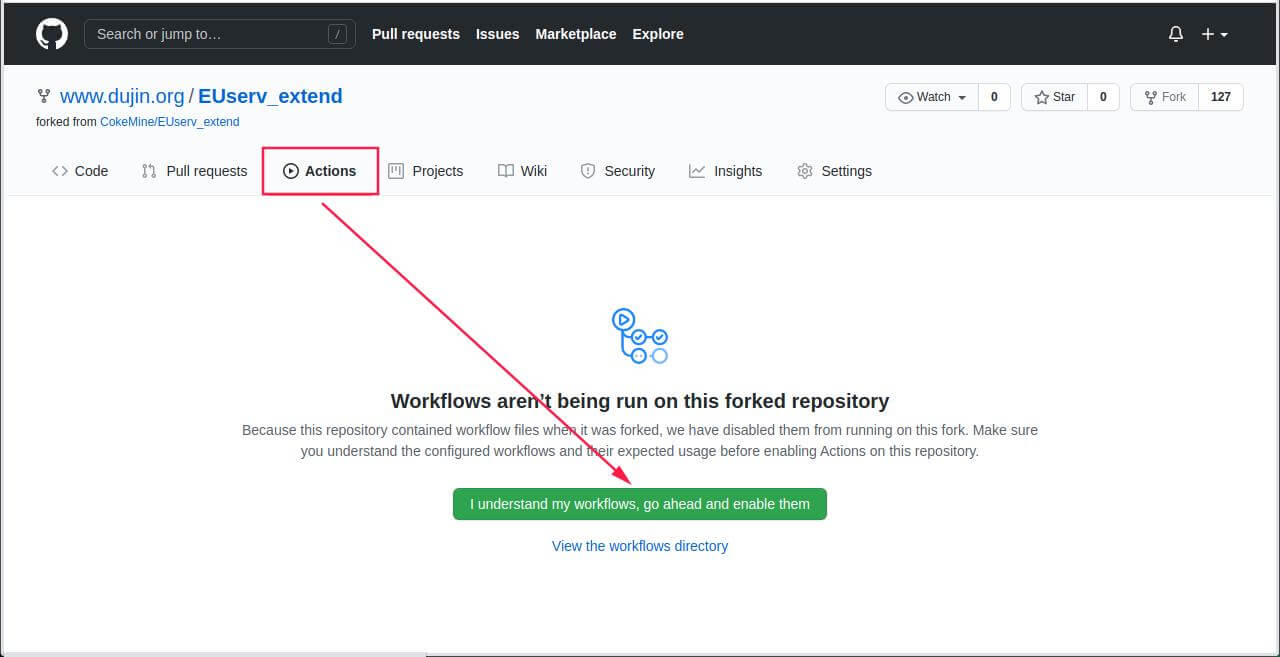 Search or jump to… / Pull requests Issues Marketplace Explore
www.dujin.org / EUserv_extend Watch 0 Star 0 Fork 127
forked from CokeMine/EUserv_extend
Code Pull requests Actions Projects Wiki Security Insights Settings
Workflows aren't being run on this forked repository
Because this repository contained workflow files when it was forked, we have disabled them from running on this fork. Make sure
you understand the configured workflows and their expected usage before enabling Actions on this repository.
I understand my workflows, go ahead and enable them
View the workflows directory